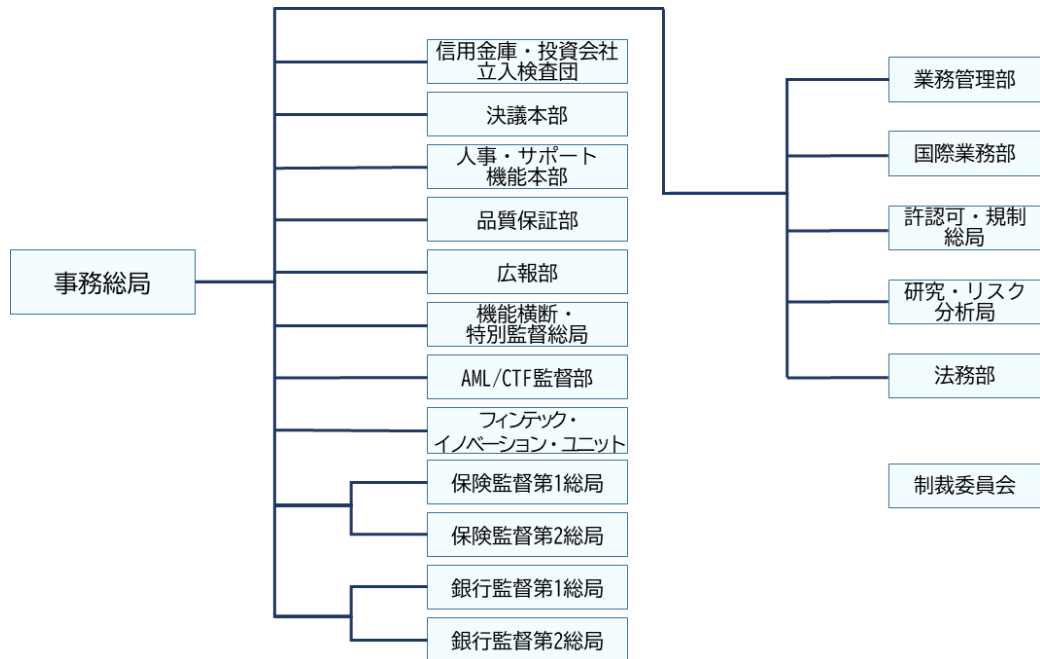 事務総局
信用金庫・投資会社
立入検査団
決議本部
人事・サポート
機能本部
品質保証部
広報部
機能横断・
特別監督総局
AML/CTF監督部
フィンテック・
イノベーション・ユニット
保険監督第1総局
保険監督第2総局
銀行監督第1総局
銀行監督第2総局
業務管理部
国際業務部
許認可・規制
総局
研究・リスク
分析局
法務部
制裁委員会